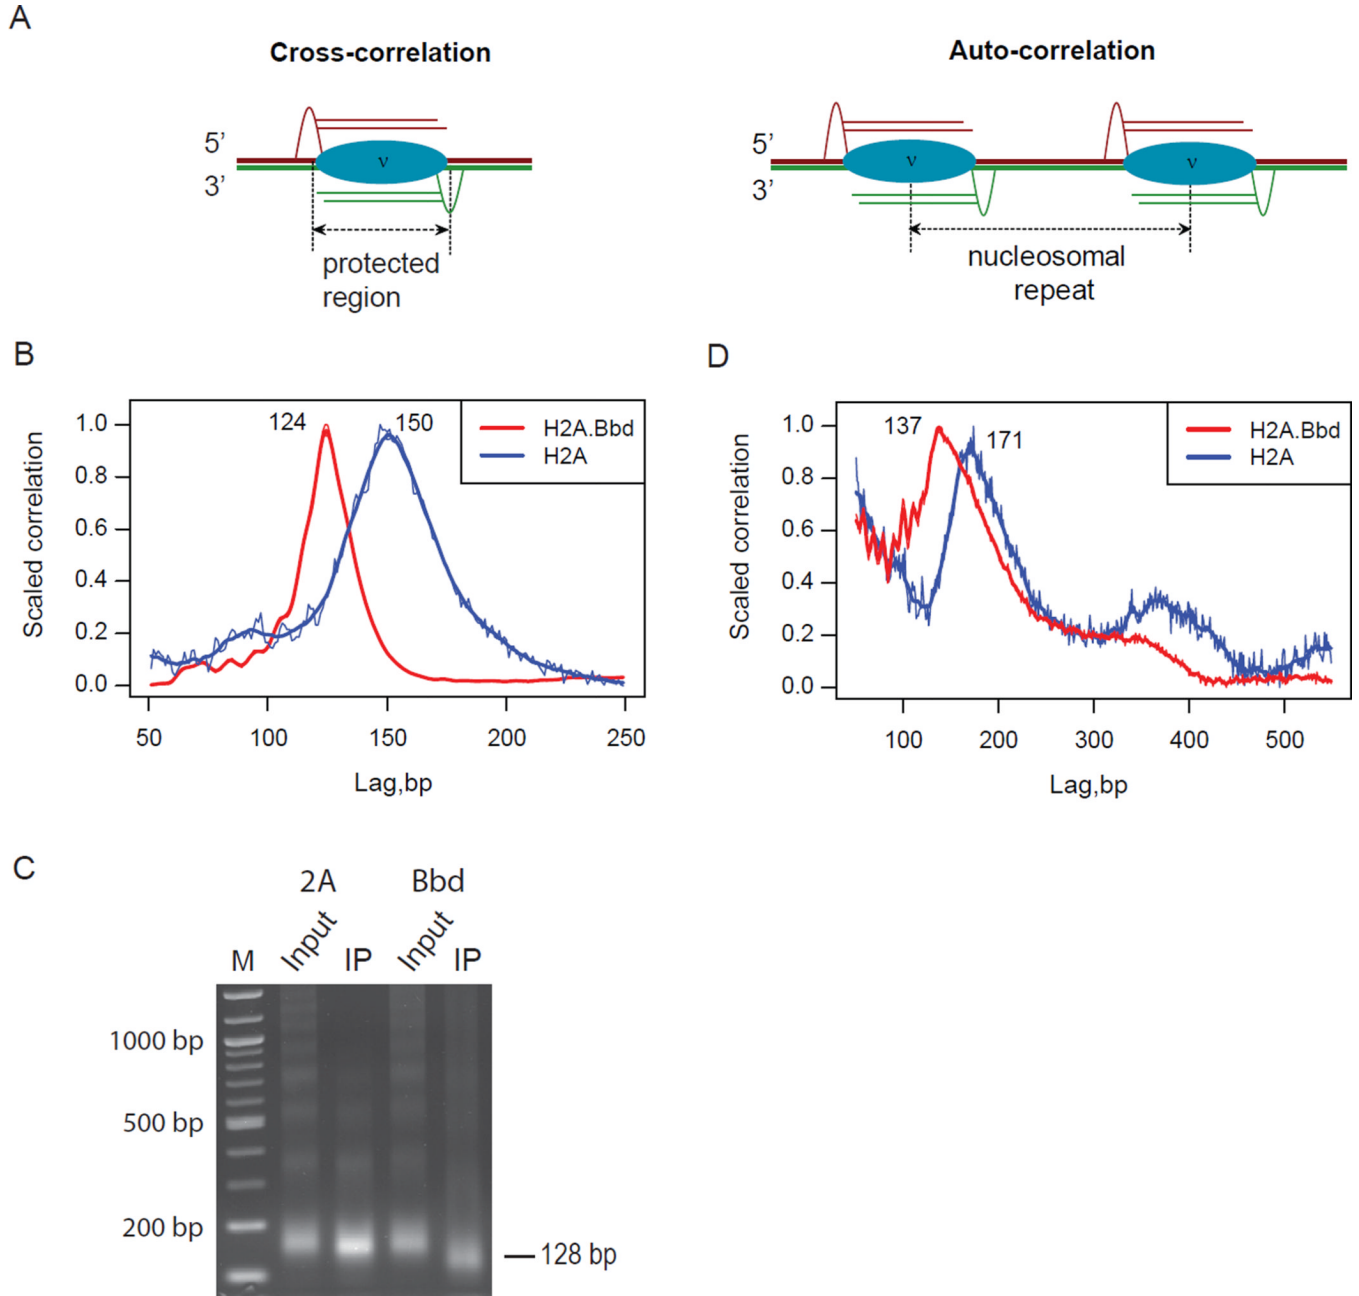 A
Cross-correlation
Auto-correlation
5’
3’
ν
protected
region
5’
3’
ν
ν
nucleosomal
repeat
B
124
150
H2A.Bbd
H2A
Scaled correlation
1.0
0.8
0.6
0.4
0.2
0.0
50
100
150
200
250
Lag,bp
D
137
171
H2A.Bbd
H2A
Scaled correlation
1.0
0.8
0.6
0.4
0.2
0.0
100
200
300
400
500
Lag,bp
C
2A
Bbd
M
Input
IP
Input
IP
1000 bp
500 bp
200 bp
128 bp